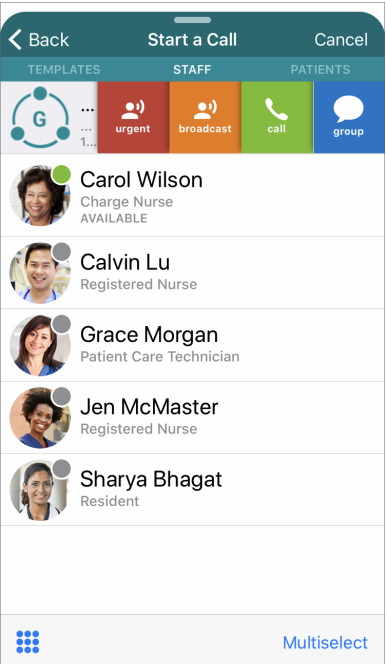 Back
Start a Call
Cancel
TEMPLATES
STAFF
PATIENTS
G
...
...
1...
urgent
broadcast
call
group
Carol Wilson
Charge Nurse
AVAILABLE
Calvin Lu
Registered Nurse
Grace Morgan
Patient Care Technician
Jen McMaster
Registered Nurse
Sharya Bhagat
Resident
Multiselect